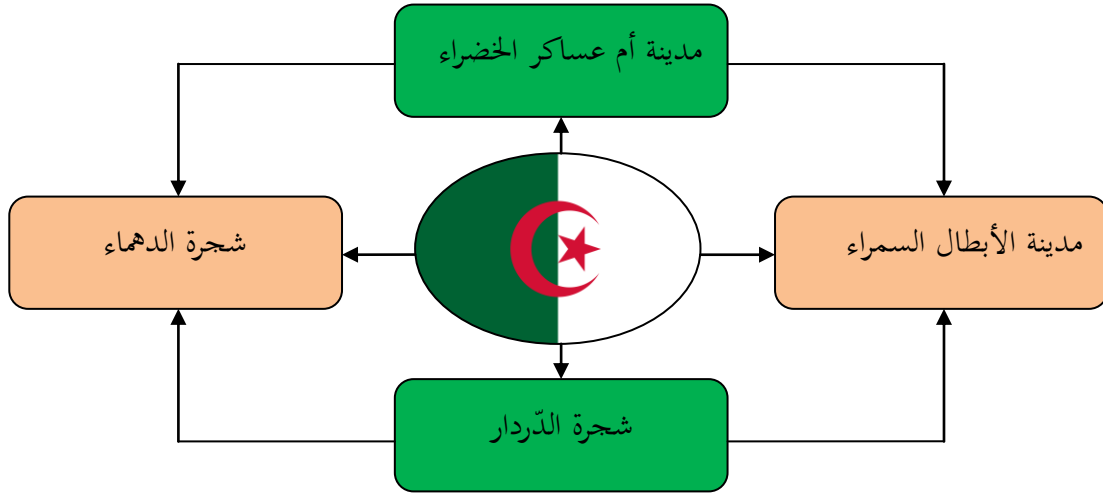 مدينة أم عساكر الخضراء
مدينة الأبطال السمراء
شجرة الدهماء
شجرة الدّردار